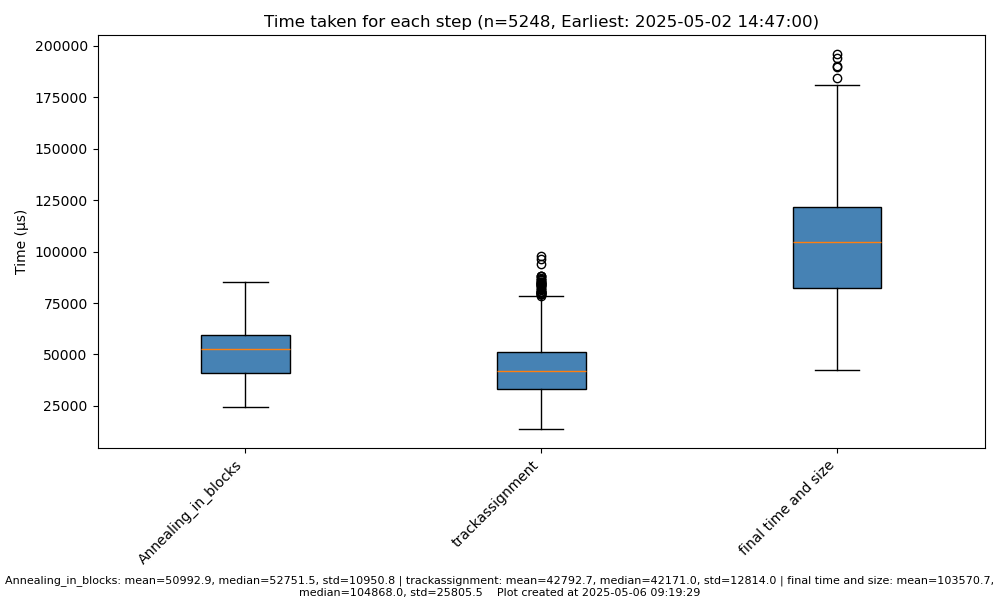 Time taken for each step (n=5248, Earliest: 2025-05-02 14:47:00)
200000
175000
150000
125000
100000
75000
50000
25000
Time (µs)
Annealing_in_blocks
trackassignment
final time and size
Annealing_in_blocks: mean=50992.9, median=52751.5, std=10950.8 | trackassignment: mean=42792.7, median=42171.0, std=12814.0 | final time and size: mean=103570.7,
median=104868.0, std=25805.5    Plot created at 2025-05-06 09:19:29